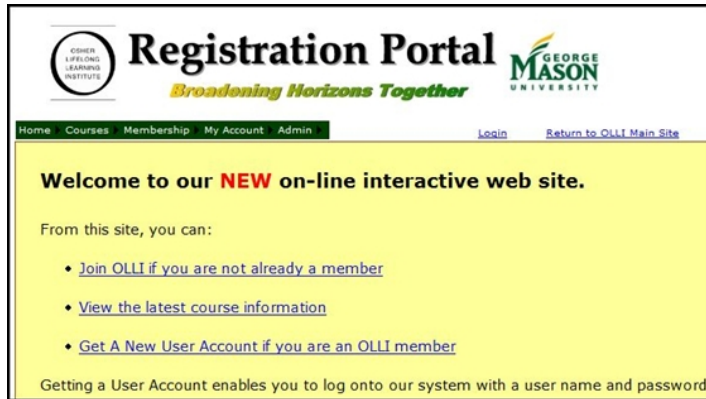 OSHER
LIFELONG
LEARNING
INSTITUTE
Registration Portal
Broadening Horizons Together
GEORGE
MASON
UNIVERSITY
Home Courses Membership My Account Admin
Login Return to OLLI Main Site
Welcome to our NEW on-line interactive web site.
From this site, you can:
• Join OLLI if you are not already a member
• View the latest course information
• Get A New User Account if you are an OLLI member
Getting a User Account enables you to log onto our system with a user name and password